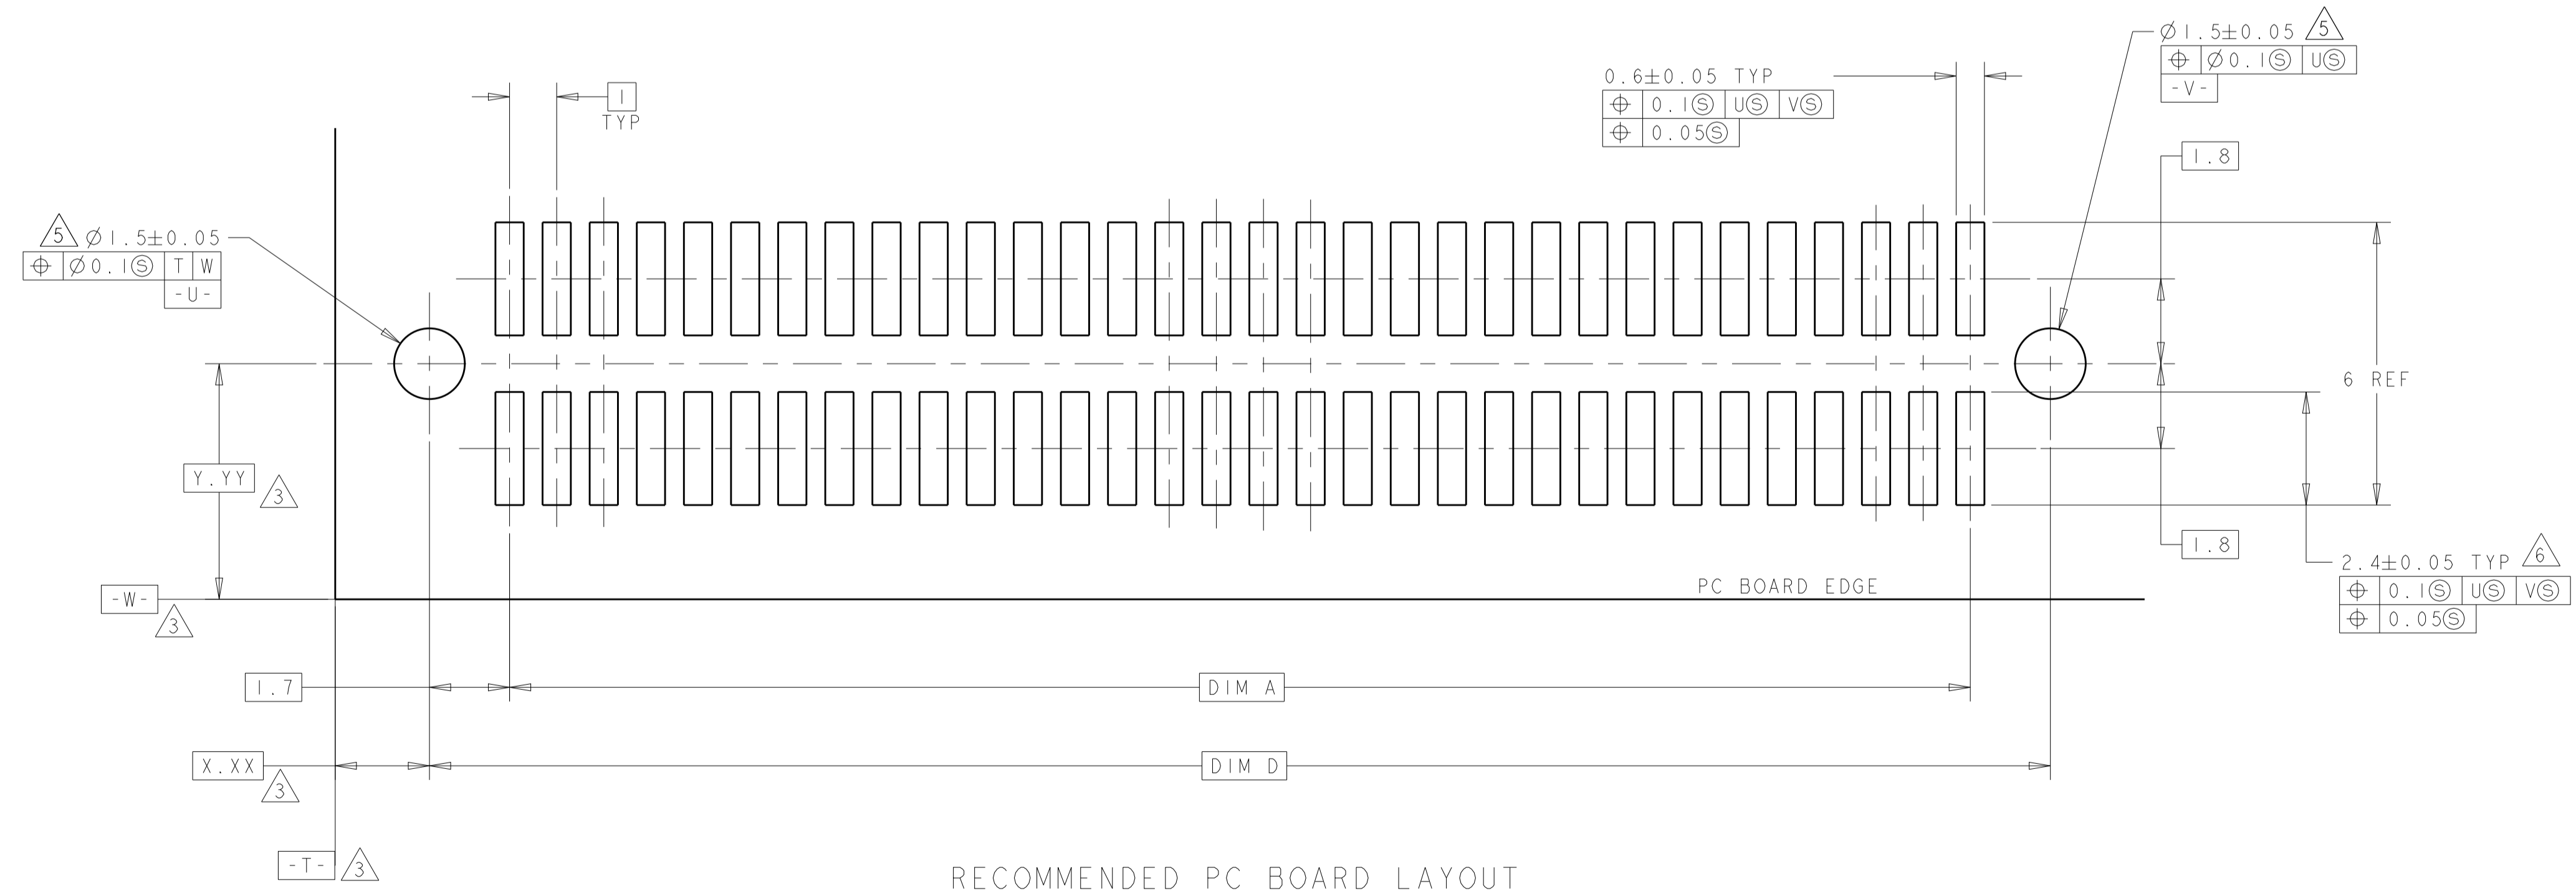 Ø1.5±0.05 5
⌖ Ø0.1Ⓢ UⓈ
-V-
0.6±0.05 TYP
⌖ 0.1Ⓢ UⓈ VⓈ
⌖ 0.05Ⓢ
1
TYP
1.8
5 Ø1.5±0.05
⌖ Ø0.1Ⓢ T W
-U-
6 REF
Y.YY 3
1.8
2.4±0.05 TYP 6
⌖ 0.1Ⓢ UⓈ VⓈ
⌖ 0.05Ⓢ
PC BOARD EDGE
-W- 3
1.7
DIM A
X.XX 3
DIM D
-T- 3
RECOMMENDED PC BOARD LAYOUT